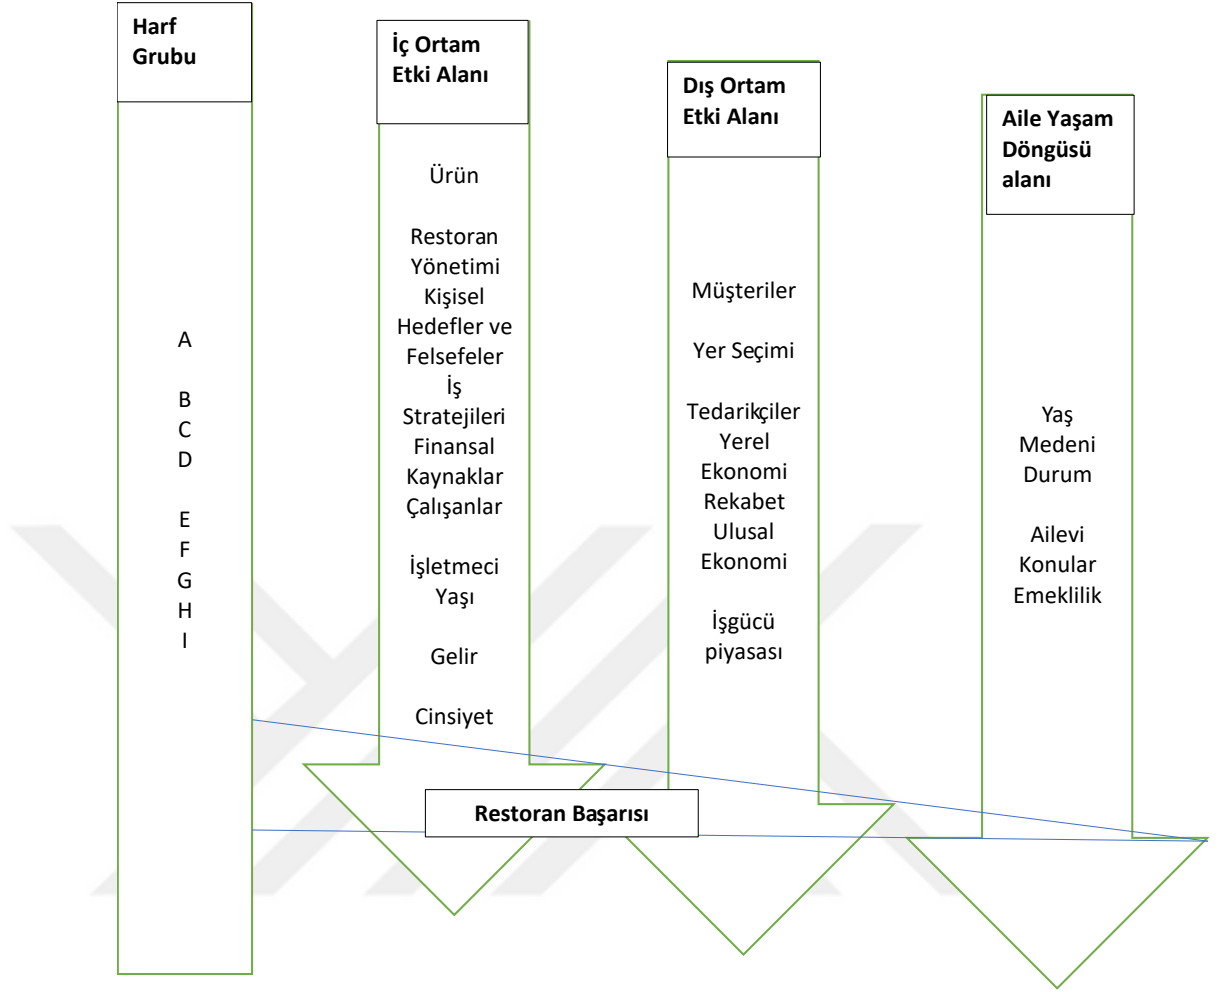 Harf
Grubu
A
B
C
D
E
F
G
H
I
İç Ortam
Etki Alanı
Ürün
Restoran
Yönetimi
Kişisel
Hedefler ve
Felsefeler
İş
Stratejileri
Finansal
Kaynaklar
Çalışanlar
İşletmeci
Yaşı
Gelir
Cinsiyet
Dış Ortam
Etki Alanı
Müşteriler
Yer Seçimi
Tedarikçiler
Yerel
Ekonomi
Rekabet
Ulusal
Ekonomi
İşgücü
piyasası
Aile Yaşam
Döngüsü
alanı
Yaş
Medeni
Durum
Ailevi
Konular
Emeklilik
Restoran Başarısı